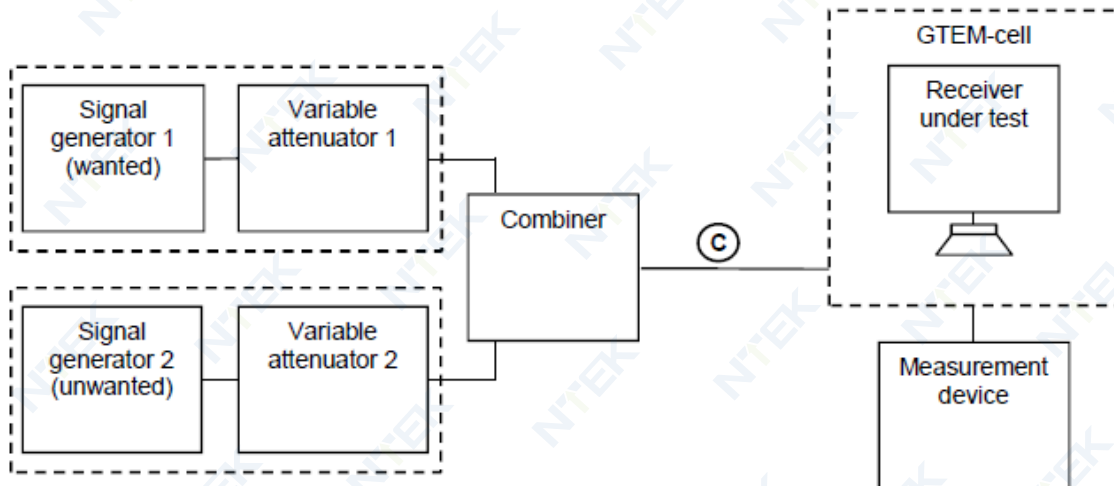 GTEM-cell
Signal
generator 1
(wanted)
Variable
attenuator 1
Receiver
under test
Combiner
C
Signal
generator 2
(unwanted)
Variable
attenuator 2
Measurement
device
NTEK